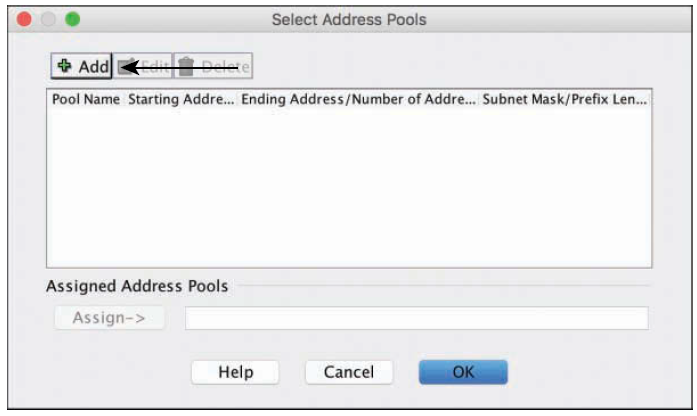 Select Address Pools
Add Edit Delete
Pool Name Starting Addre... Ending Address/Number of Addre... Subnet Mask/Prefix Len...
Assigned Address Pools
Assign->
Help Cancel OK